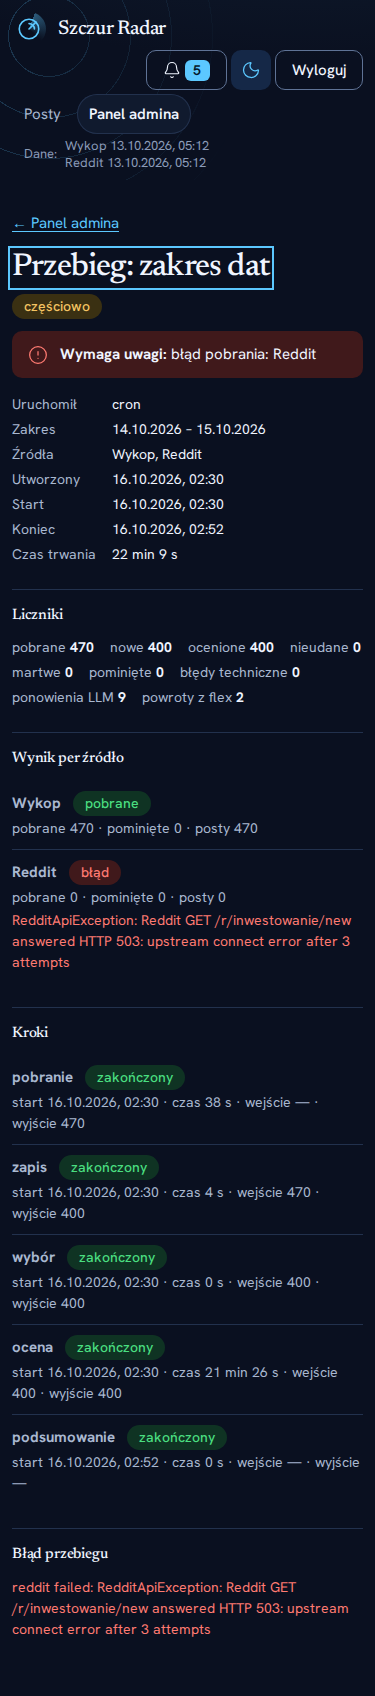 Szczur Radar
5
Wyloguj
Posty
Panel admina
Dane:
Wykop 13.10.2026, 05:12
Reddit 13.10.2026, 05:12
← Panel admina
Przebieg: zakres dat
częściowo
Wymaga uwagi: błąd pobrania: Reddit
Uruchomił cron
Zakres 14.10.2026 – 15.10.2026
Źródła Wykop, Reddit
Utworzony 16.10.2026, 02:30
Start 16.10.2026, 02:30
Koniec 16.10.2026, 02:52
Czas trwania 22 min 9 s
Liczniki
pobrane 470 nowe 400 ocenione 400 nieudane 0
martwe 0 pominięte 0 błędy techniczne 0
ponowienia LLM 9 powroty z flex 2
Wynik per źródło
Wykop pobrane
pobrane 470 · pominięte 0 · posty 470
Reddit błąd
pobrane 0 · pominięte 0 · posty 0
RedditApiException: Reddit GET /r/inwestowanie/new
answered HTTP 503: upstream connect error after 3
attempts
Kroki
pobranie zakończony
start 16.10.2026, 02:30 · czas 38 s · wejście — ·
wyjście 470
zapis zakończony
start 16.10.2026, 02:30 · czas 4 s · wejście 470 ·
wyjście 400
wybór zakończony
start 16.10.2026, 02:30 · czas 0 s · wejście 400 ·
wyjście 400
ocena zakończony
start 16.10.2026, 02:30 · czas 21 min 26 s · wejście
400 · wyjście 400
podsumowanie zakończony
start 16.10.2026, 02:52 · czas 0 s · wejście — · wyjście
—
Błąd przebiegu
reddit failed: RedditApiException: Reddit GET
/r/inwestowanie/new answered HTTP 503: upstream
connect error after 3 attempts